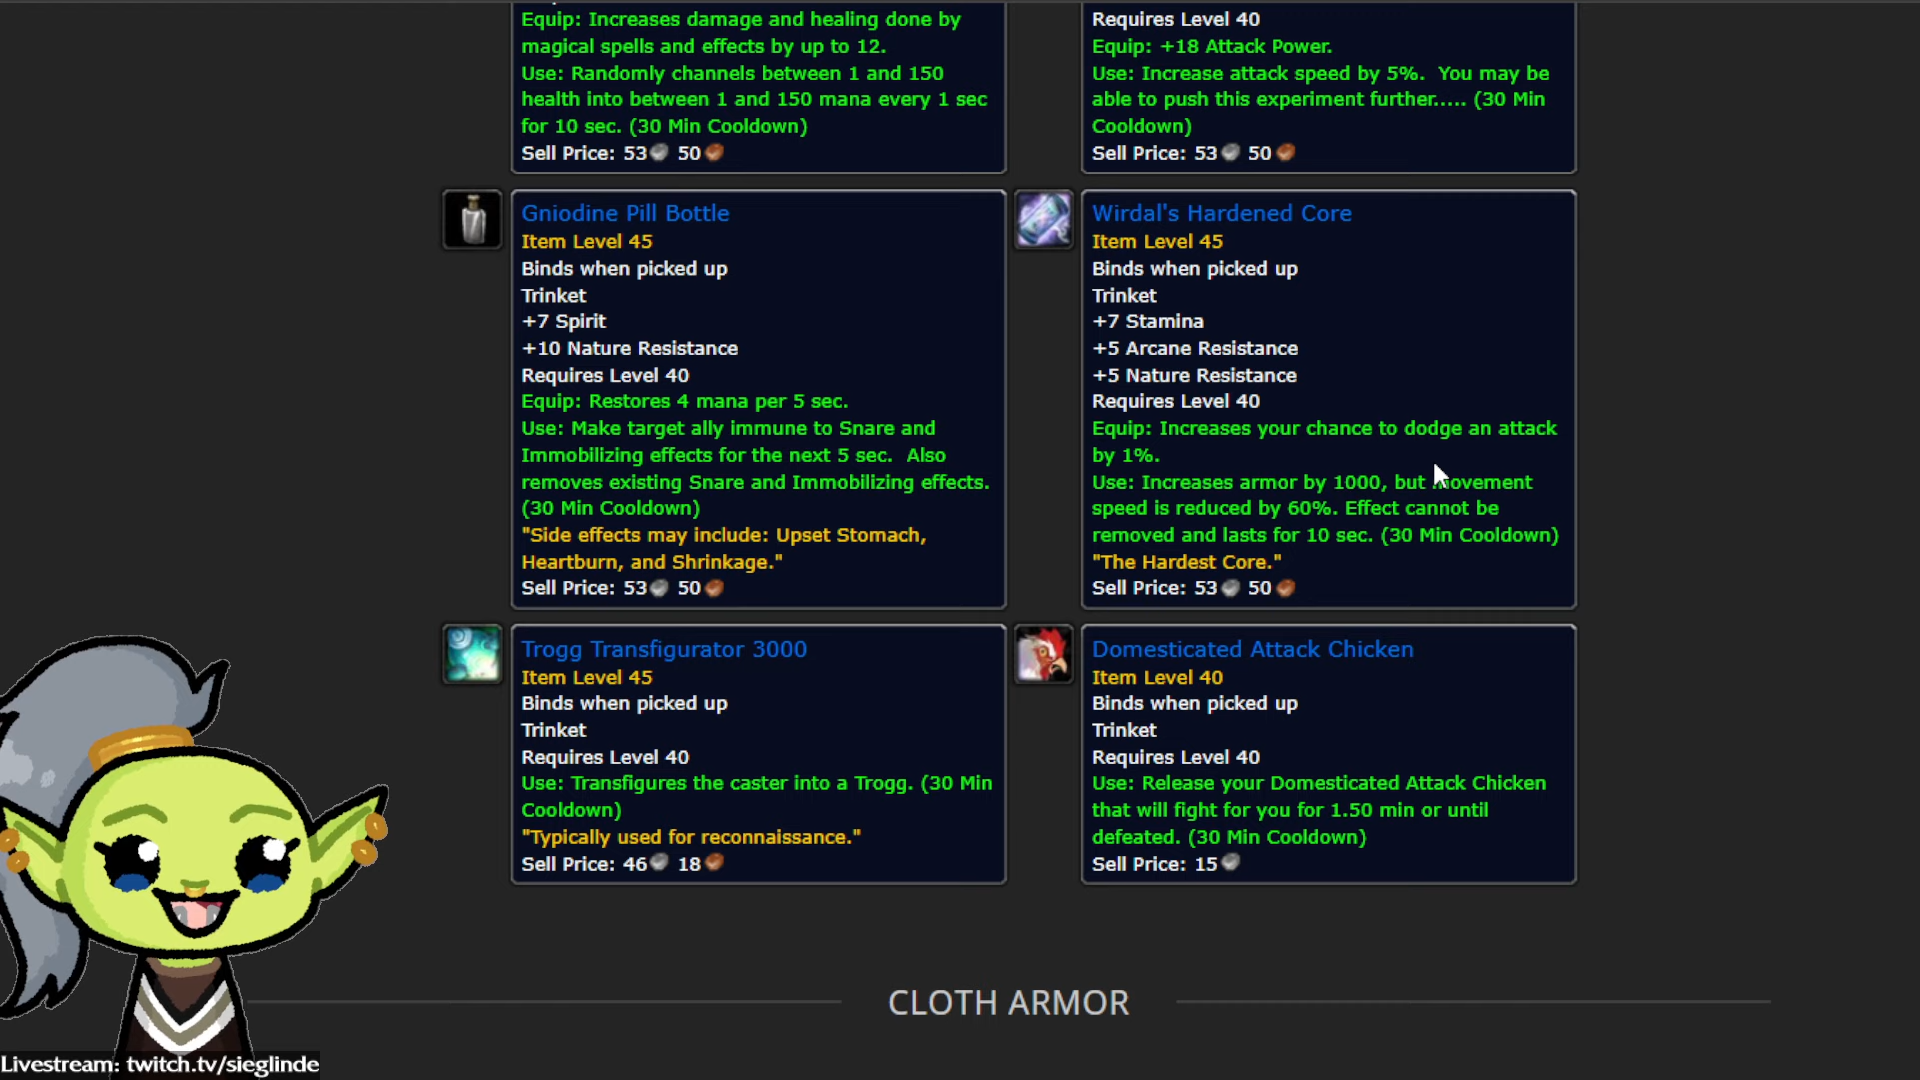 Equip: Increases damage and healing done by
magical spells and effects by up to 12.
Use: Randomly channels between 1 and 150
health into between 1 and 150 mana every 1 sec
for 10 sec. (30 Min Cooldown)
Sell Price: 53 50
Requires Level 40
Equip: +18 Attack Power.
Use: Increase attack speed by 5%. You may be
able to push this experiment further..... (30 Min
Cooldown)
Sell Price: 53 50
Gniodine Pill Bottle
Item Level 45
Binds when picked up
Trinket
+7 Spirit
+10 Nature Resistance
Requires Level 40
Equip: Restores 4 mana per 5 sec.
Use: Make target ally immune to Snare and
Immobilizing effects for the next 5 sec. Also
removes existing Snare and Immobilizing effects.
(30 Min Cooldown)
"Side effects may include: Upset Stomach,
Heartburn, and Shrinkage."
Sell Price: 53 50
Wirdal's Hardened Core
Item Level 45
Binds when picked up
Trinket
+7 Stamina
+5 Arcane Resistance
+5 Nature Resistance
Requires Level 40
Equip: Increases your chance to dodge an attack
by 1%.
Use: Increases armor by 1000, but movement
speed is reduced by 60%. Effect cannot be
removed and lasts for 10 sec. (30 Min Cooldown)
"The Hardest Core."
Sell Price: 53 50
Trogg Transfigurator 3000
Item Level 45
Binds when picked up
Trinket
Requires Level 40
Use: Transfigures the caster into a Trogg. (30 Min
Cooldown)
"Typically used for reconnaissance."
Sell Price: 46 18
Domesticated Attack Chicken
Item Level 40
Binds when picked up
Trinket
Requires Level 40
Use: Release your Domesticated Attack Chicken
that will fight for you for 1.50 min or until
defeated. (30 Min Cooldown)
Sell Price: 15
CLOTH ARMOR
Livestream: twitch.tv/sieglinde